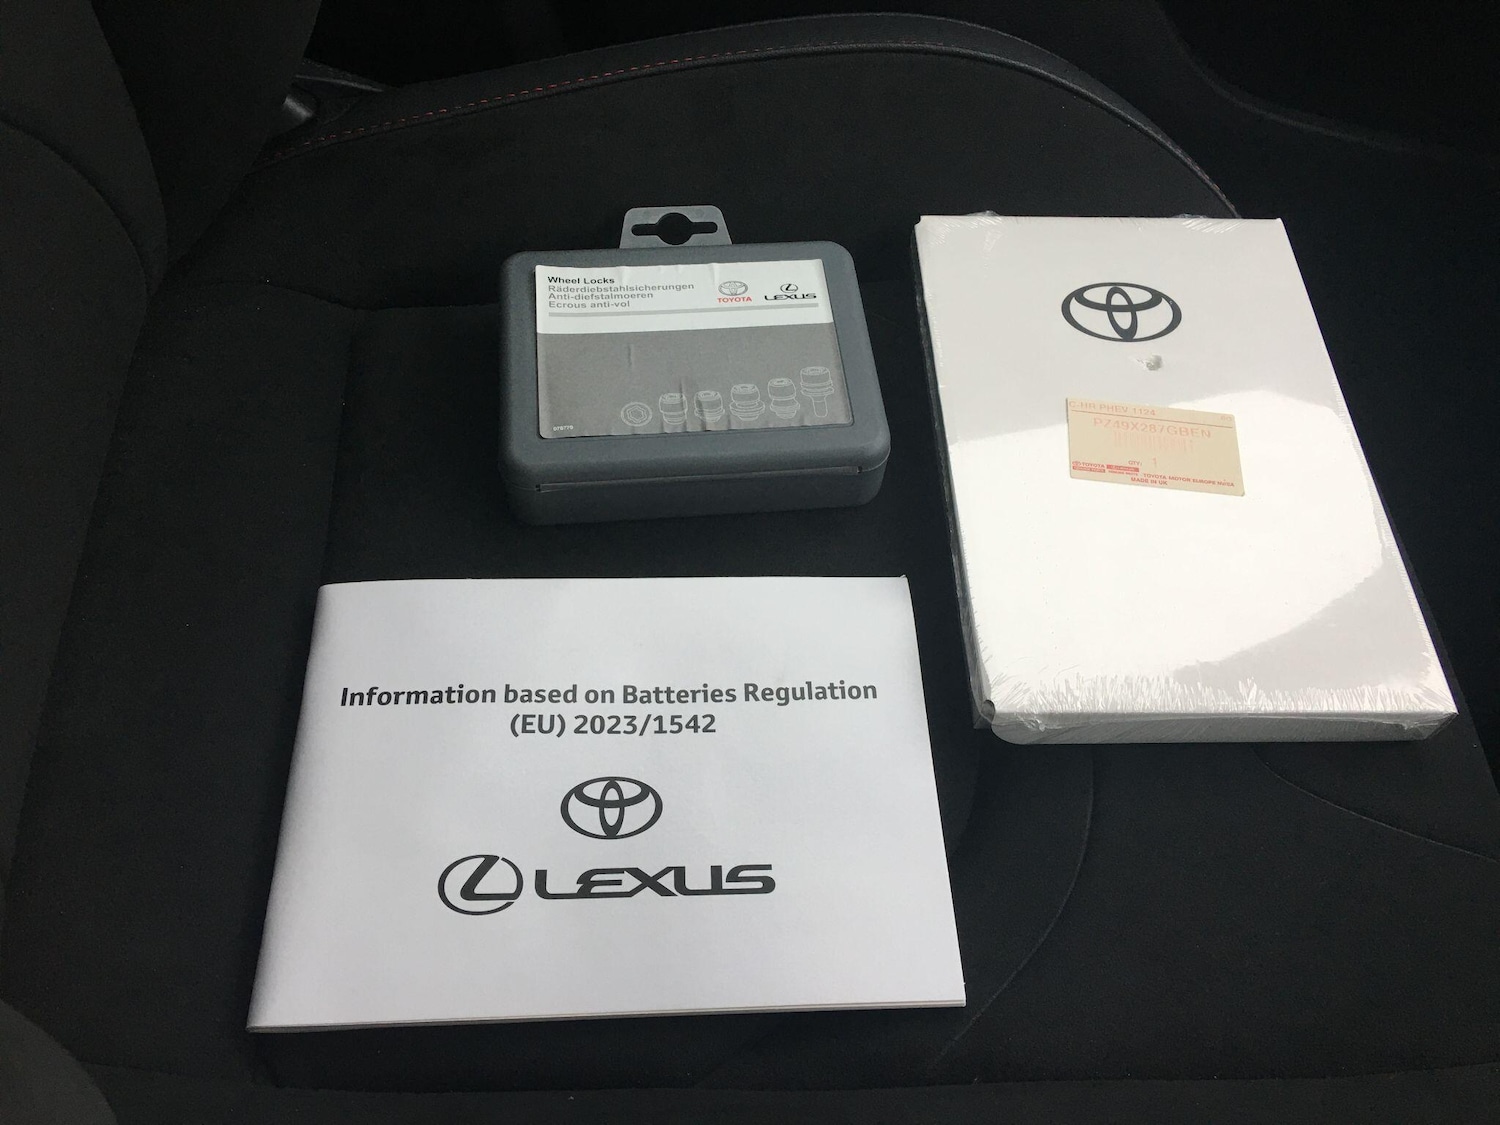 Wheel Locks
Räderdiebstahlsicherungen
Anti-diefstalmoeren
Ecrous anti-vol
TOYOTA
LEXUS
C-HR PHEV 1124
PZ49X287GBEN
QTY: 1
TOYOTA
TOYOTA MOTOR EUROPE NV/SA
MADE IN UK
Information based on Batteries Regulation
(EU) 2023/1542
LEXUS